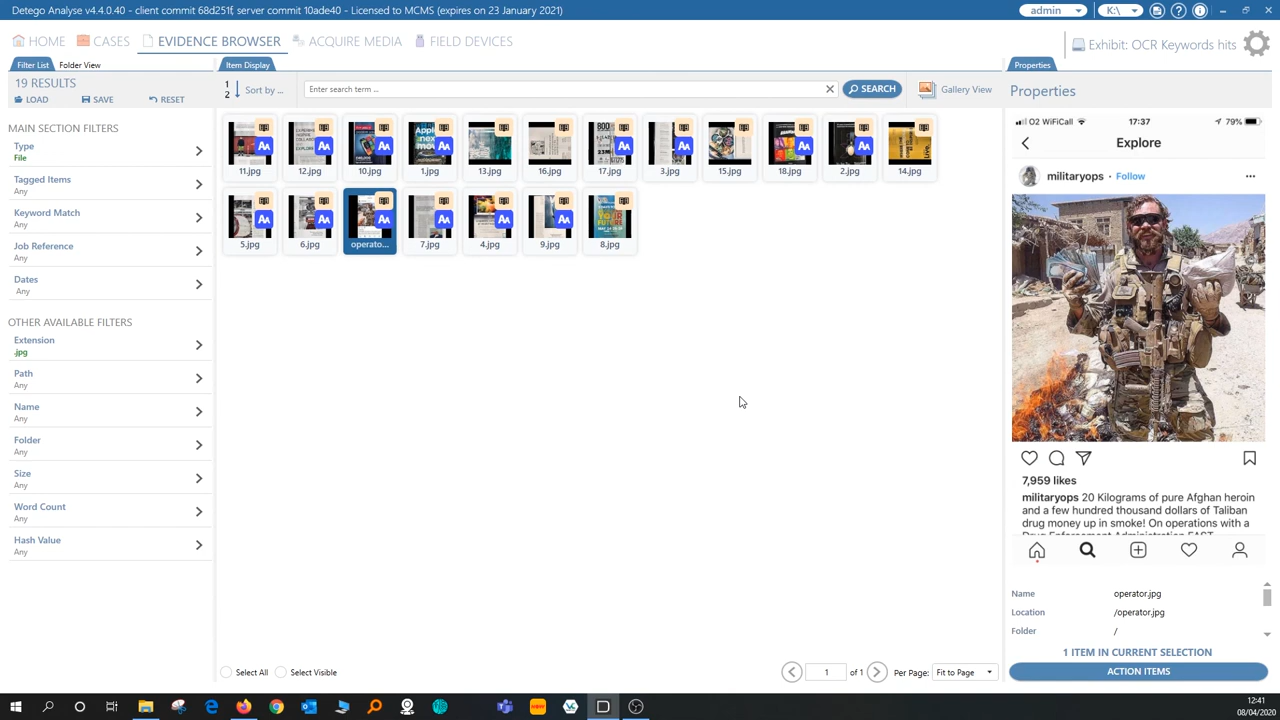 Detego Analyse v4.4.0.40 - client commit 68d251f, server commit 10ade40 - Licensed to MCMS (expires on 23 January 2021)
admin
K:\
HOME
CASES
EVIDENCE BROWSER
ACQUIRE MEDIA
FIELD DEVICES
Exhibit: OCR Keywords hits
Filter List
Folder View
Item Display
Properties
19 RESULTS
LOAD
SAVE
RESET
1
2
Sort by ...
Enter search term ...
SEARCH
Gallery View
Properties
MAIN SECTION FILTERS
Type
File
Tagged Items
Any
Keyword Match
Any
Job Reference
Any
Dates
Any
OTHER AVAILABLE FILTERS
Extension
.jpg
Path
Any
Name
Any
Folder
Any
Size
Any
Word Count
Any
Hash Value
Any
11.jpg
12.jpg
10.jpg
1.jpg
13.jpg
16.jpg
17.jpg
3.jpg
15.jpg
18.jpg
2.jpg
14.jpg
5.jpg
6.jpg
operato...
7.jpg
4.jpg
9.jpg
8.jpg
O2 WiFiCall
17:37
79%
Explore
militaryops • Follow
7,959 likes
militaryops 20 Kilograms of pure Afghan heroin
and a few hundred thousand dollars of Taliban
drug money up in smoke! On operations with a
Drug Enforcement Administration FAST
Name
operator.jpg
Location
/operator.jpg
Folder
/
1 ITEM IN CURRENT SELECTION
ACTION ITEMS
Select All
Select Visible
1
of 1
Per Page:
Fit to Page
12:41
08/04/2020